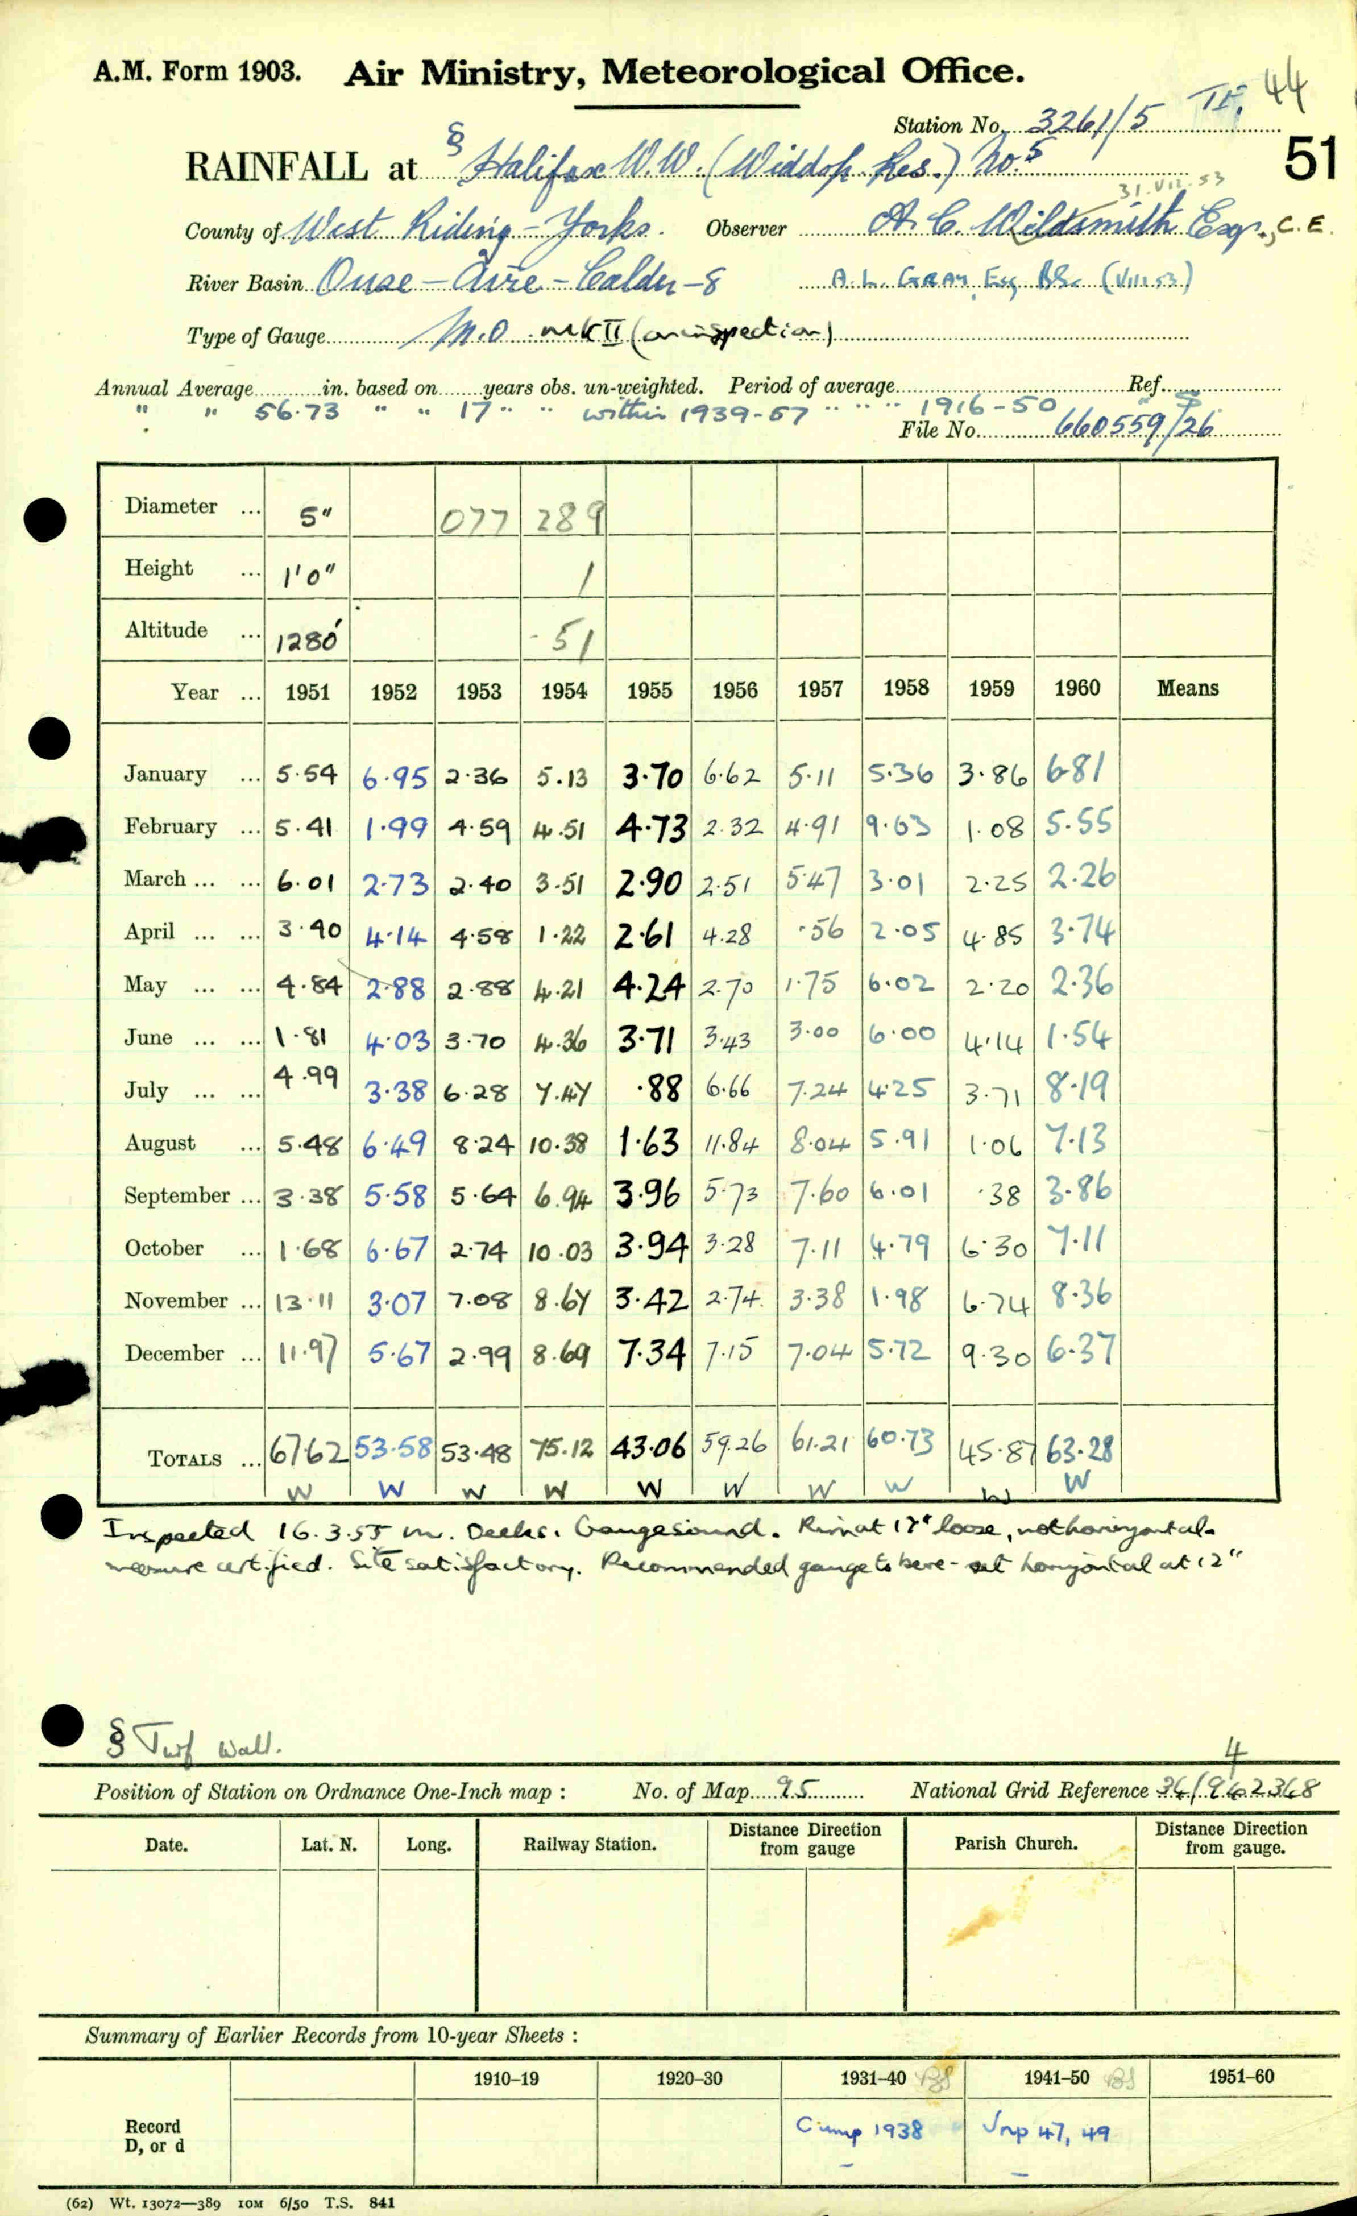 A.M. Form 1903. Air Ministry, Meteorological Office.
44
Station No. 3261/5 TF.
51
RAINFALL at § Halifax W.W. (Widdop Res.) No. 5
31.VII.53
County of West Riding - Yorks. Observer A. C. Wildsmith Esqr., C.E.
River Basin Ouse - Aire - Calder - 8 A. L. GRAY, Esq, BSc (VIII 53)
Type of Gauge M.O mk II (on inspection)
Annual Average in. based on years obs. un-weighted. Period of average Ref. S
" " 56.73 " " 17 " " within 1939-57 " " " 1916-50
File No. 660559/26
Diameter ... 5" 077 289
Height ... 1'0" 1
Altitude ... 1280' 51
Year ... 1951 1952 1953 1954 1955 1956 1957 1958 1959 1960 Means
January ... 5.54 6.95 2.36 5.13 3.70 6.62 5.11 5.36 3.86 6.81
February ... 5.41 1.99 4.59 4.51 4.73 2.32 4.91 9.63 1.08 5.55
March ... ... 6.01 2.73 2.40 3.51 2.90 2.51 5.47 3.01 2.25 2.26
April ... ... 3.40 4.14 4.58 1.22 2.61 4.28 .56 2.05 4.85 3.74
May ... ... 4.84 2.88 2.88 4.21 4.24 2.70 1.75 6.02 2.20 2.36
June ... ... 1.81 4.03 3.70 4.36 3.71 3.43 3.00 6.00 4.14 1.54
July ... ... 4.99 3.38 6.28 7.47 .88 6.66 7.24 4.25 3.71 8.19
August ... 5.48 6.49 8.24 10.38 1.63 11.84 8.04 5.91 1.06 7.13
September ... 3.38 5.58 5.64 6.94 3.96 5.73 7.60 6.01 .38 3.86
October ... 1.68 6.67 2.74 10.03 3.94 3.28 7.11 4.79 6.30 7.11
November ... 13.11 3.07 7.08 8.67 3.42 2.74 3.38 1.98 6.74 8.36
December ... 11.97 5.67 2.99 8.69 7.34 7.15 7.04 5.72 9.30 6.37
TOTALS ... 67.62 53.58 53.48 75.12 43.06 59.26 61.21 60.73 45.87 63.28
W W W W W W W W W W
Inspected 16.3.55 Gauge sound. Rim at 17" loose, not horizontal.
measure certified. Site satisfactory. Recommended gauge to be re-set horizontal at 12"
§ Turf Wall.
4
Position of Station on Ordnance One-Inch map : No. of Map 95 National Grid Reference 34/942368
Date. Lat. N. Long. Railway Station. Distance Direction from gauge Parish Church. Distance Direction from gauge.
Summary of Earlier Records from 10-year Sheets :
1910–19 1920–30 1931–40 BS 1941–50 BS 1951–60
Record D, or d 1938 47, 49
(62) Wt. 13072—389 10M 6/50 T.S. 841